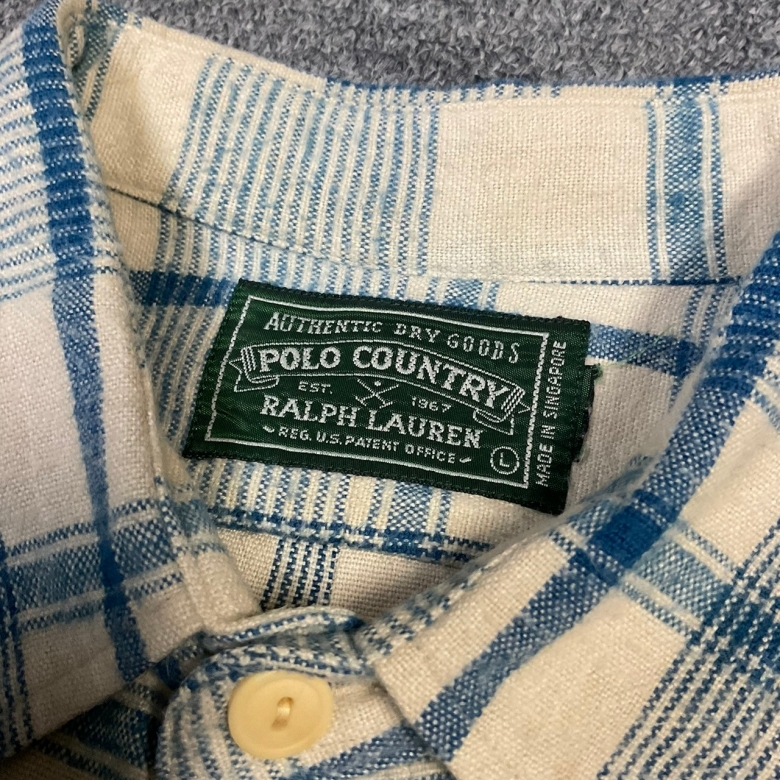 AUTHENTIC DRY GOODS
POLO COUNTRY
EST. 1967
RALPH LAUREN
REG. U.S. PATENT OFFICE
L
MADE IN SINGAPORE